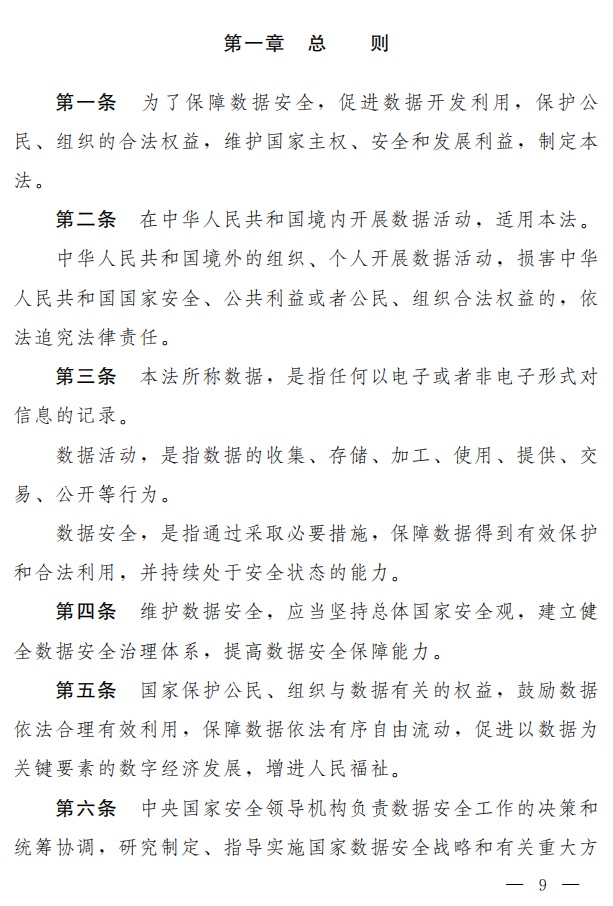 第一章 总 则
第一条 为了保障数据安全，促进数据开发利用，保护公
民、组织的合法权益，维护国家主权、安全和发展利益，制定本
法。
第二条 在中华人民共和国境内开展数据活动，适用本法。
中华人民共和国境外的组织、个人开展数据活动，损害中华
人民共和国国家安全、公共利益或者公民、组织合法权益的，依
法追究法律责任。
第三条 本法所称数据，是指任何以电子或者非电子形式对
信息的记录。
数据活动，是指数据的收集、存储、加工、使用、提供、交
易、公开等行为。
数据安全，是指通过采取必要措施，保障数据得到有效保护
和合法利用，并持续处于安全状态的能力。
第四条 维护数据安全，应当坚持总体国家安全观，建立健
全数据安全治理体系，提高数据安全保障能力。
第五条 国家保护公民、组织与数据有关的权益，鼓励数据
依法合理有效利用，保障数据依法有序自由流动，促进以数据为
关键要素的数字经济发展，增进人民福祉。
第六条 中央国家安全领导机构负责数据安全工作的决策和
统筹协调，研究制定、指导实施国家数据安全战略和有关重大方
— 9 —